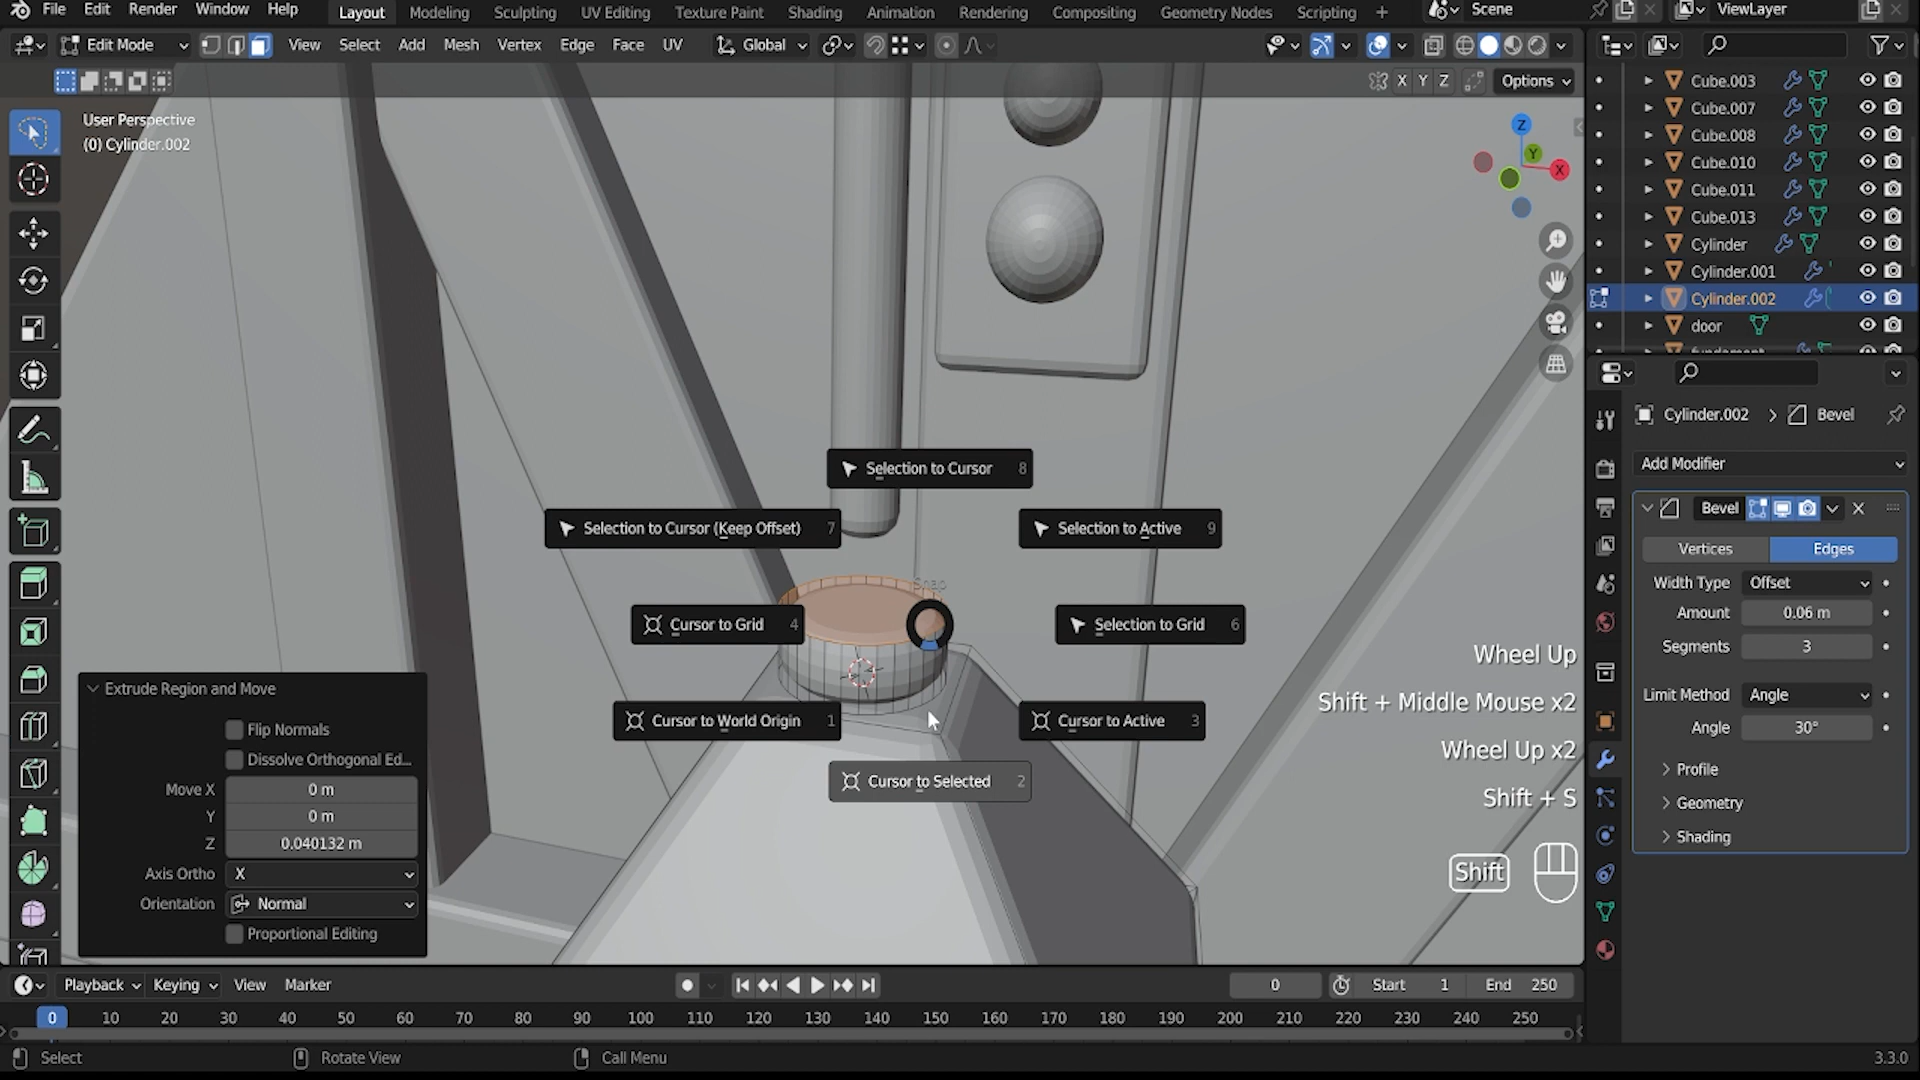 File Edit Render Window Help
Layout Modeling Sculpting UV Editing Texture Paint Shading Animation Rendering Compositing Geometry Nodes Scripting +
Scene
ViewLayer
Edit Mode View Select Add Mesh Vertex Edge Face UV
Global
X Y Z
Options
User Perspective
(0) Cylinder.002
Z
Y
X
Cube.003
Cube.007
Cube.008
Cube.010
Cube.011
Cube.013
Cylinder
Cylinder.001
Cylinder.002
door
fundament
Cylinder.002 > Bevel
Add Modifier
Bevel
Vertices Edges
Width Type Offset
Amount 0.06 m
Segments 3
Limit Method Angle
Angle 30°
Profile
Geometry
Shading
Selection to Cursor 8
Selection to Cursor (Keep Offset) 7
Selection to Active 9
Snap
Cursor to Grid 4
Selection to Grid 6
Cursor to World Origin 1
Cursor to Active 3
Cursor to Selected 2
Wheel Up
Shift + Middle Mouse x2
Wheel Up x2
Shift + S
Shift
Extrude Region and Move
Flip Normals
Dissolve Orthogonal Ed...
Move X 0 m
Y 0 m
Z 0.040132 m
Axis Ortho X
Orientation Normal
Proportional Editing
Playback Keying View Marker
0
Start 1
End 250
0 10 20 30 40 50 60 70 80 90 100 110 120 130 140 150 160 170 180 190 200 210 220 230 240 250
Select
Rotate View
Call Menu
3.3.0